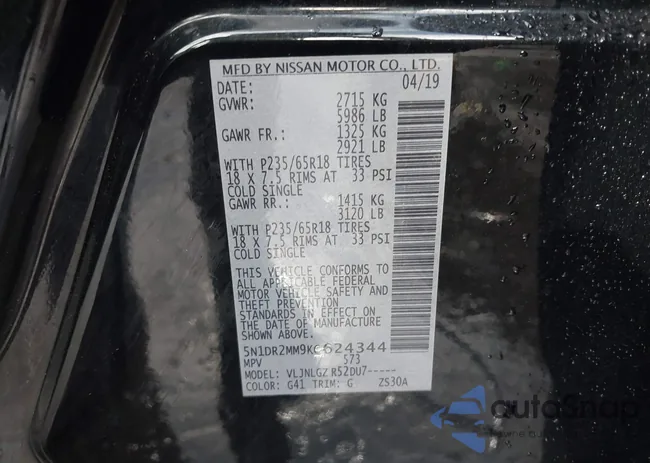 MFD BY NISSAN MOTOR CO., LTD.
DATE: 04/19
GVWR: 2715 KG
5986 LB
GAWR FR.: 1325 KG
2921 LB
WITH P235/65R18 TIRES
18 X 7.5 RIMS AT 33 PSI
COLD SINGLE
GAWR RR.: 1415 KG
3120 LB
WITH P235/65R18 TIRES
18 X 7.5 RIMS AT 33 PSI
COLD SINGLE
THIS VEHICLE CONFORMS TO
ALL APPLICABLE FEDERAL
MOTOR VEHICLE SAFETY AND
THEFT PREVENTION
STANDARDS IN EFFECT ON
THE DATE OF MANUFACTURE
SHOWN ABOVE.
5N1DR2MM9KC624344
MPV 573
MODEL: VLJNLGZ R52DU7-----
COLOR: G41 TRIM: G ZS30A
autoSnap